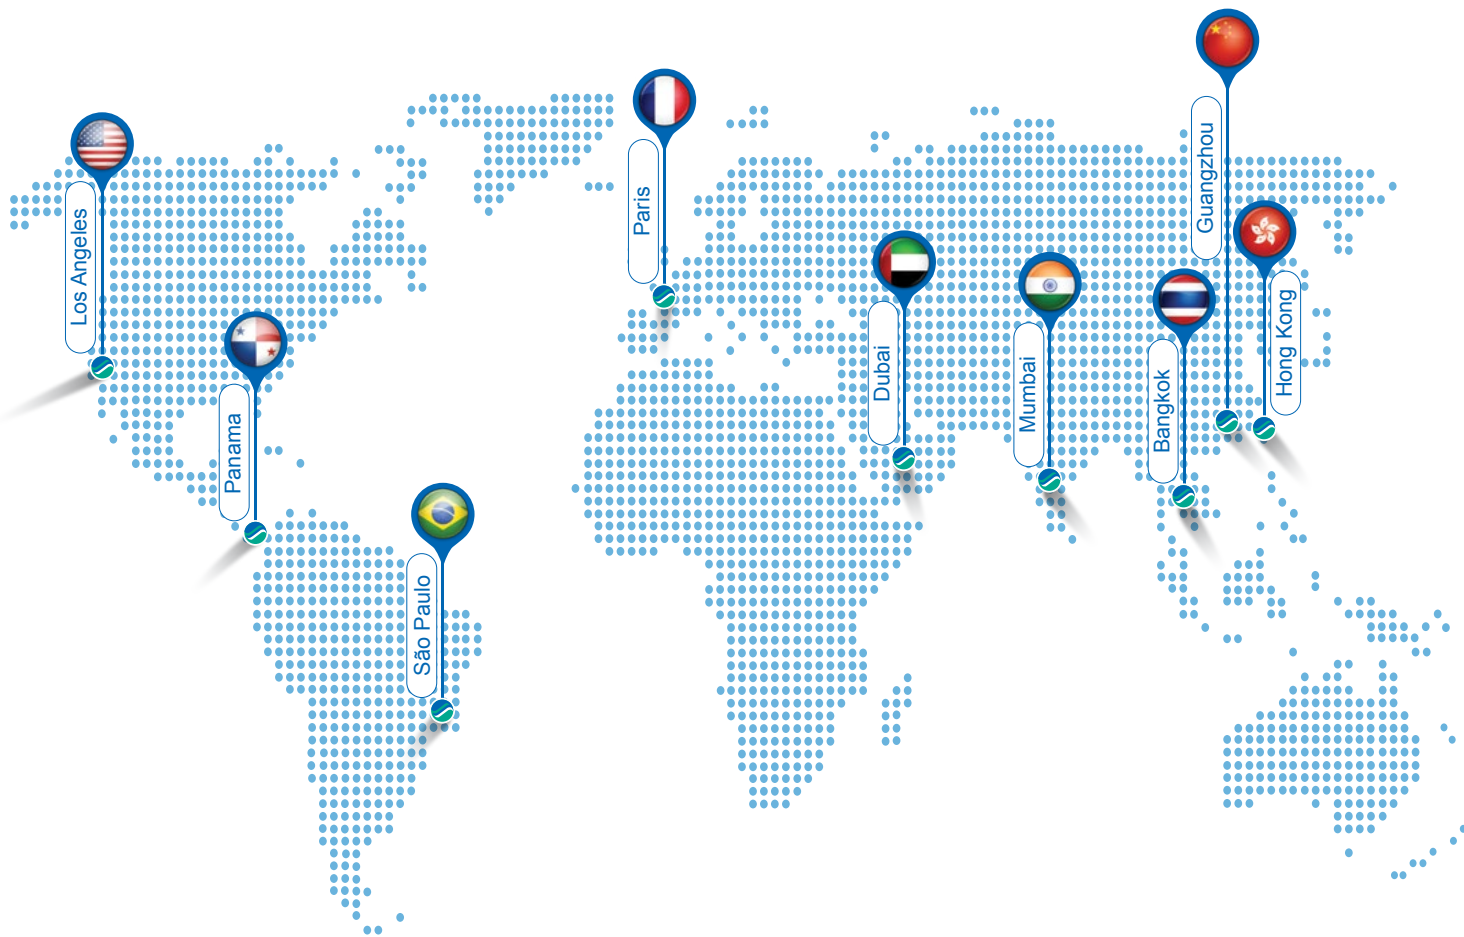 Los Angeles
Panama
São Paulo
Paris
Dubai
Mumbai
Bangkok
Guangzhou
Hong Kong